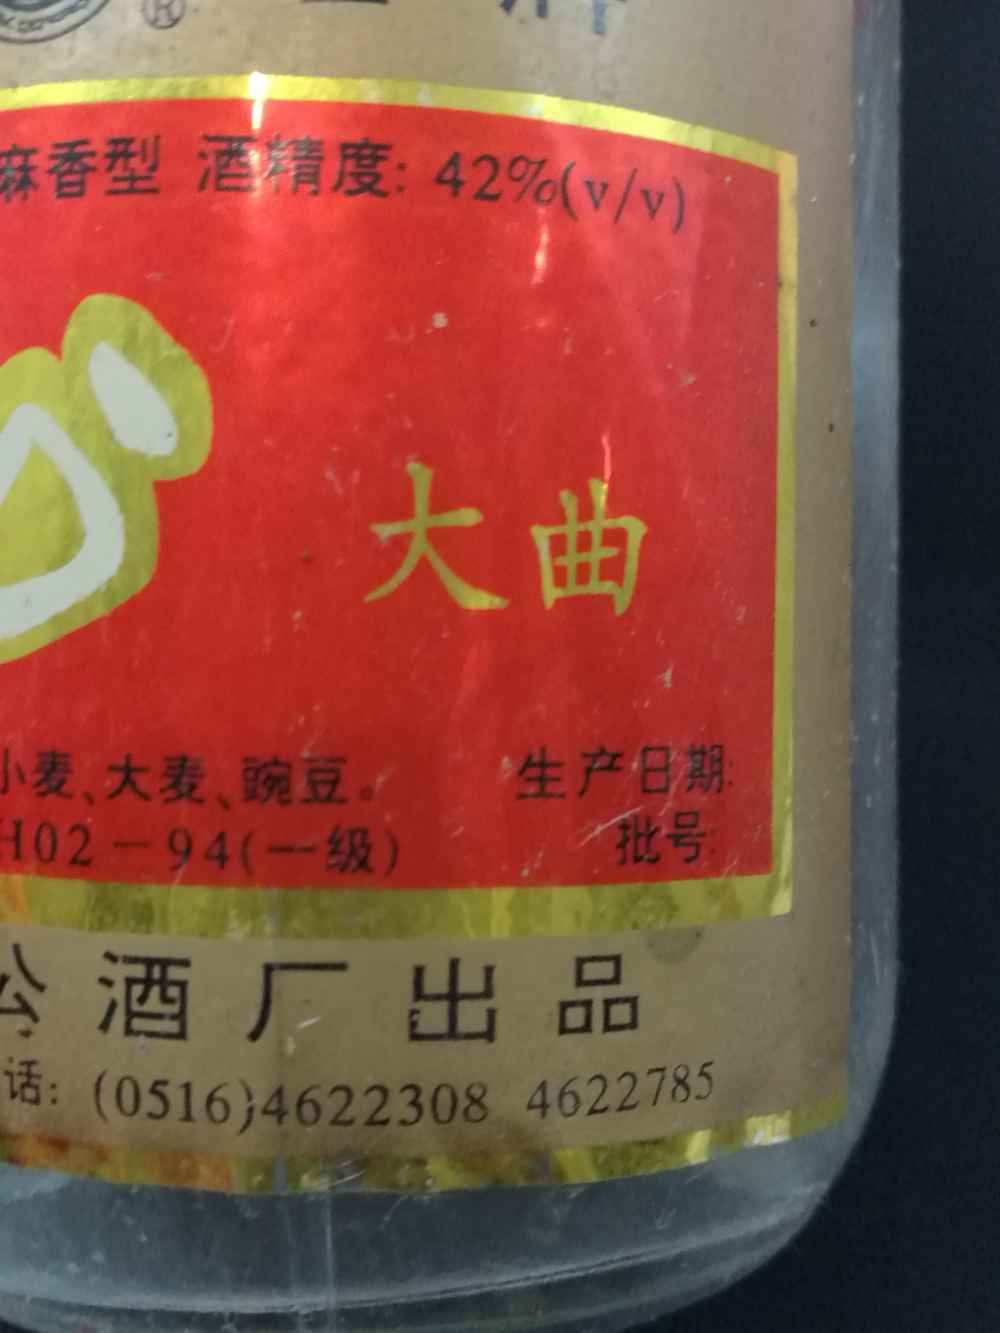 ®
麻香型 酒精度: 42%(v/v)
大曲
小麦、大麦、豌豆。 生产日期:
H02-94(一级) 批号:
公酒厂出品
话: (0516)4622308 4622785